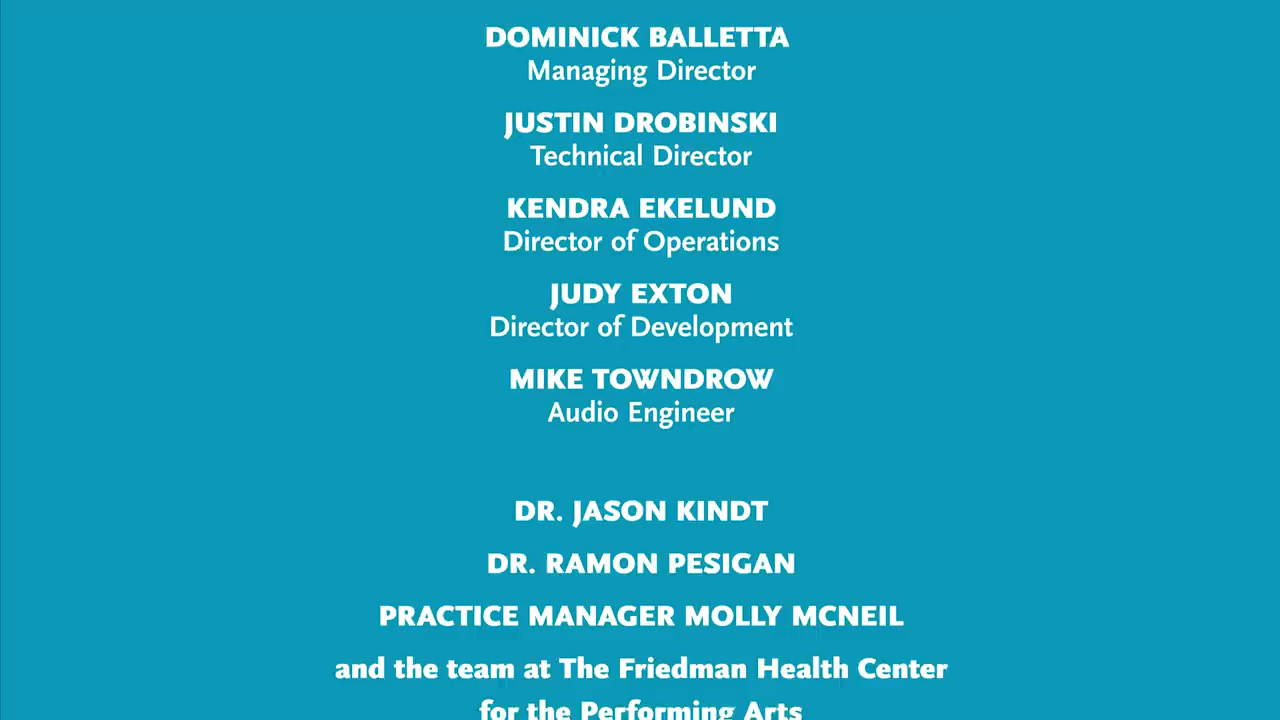 DOMINICK BALLETTA
Managing Director
JUSTIN DROBINSKI
Technical Director
KENDRA EKELUND
Director of Operations
JUDY EXTON
Director of Development
MIKE TOWNDROW
Audio Engineer
DR. JASON KINDT
DR. RAMON PESIGAN
PRACTICE MANAGER MOLLY MCNEIL
and the team at The Friedman Health Center
for the Performing Arts